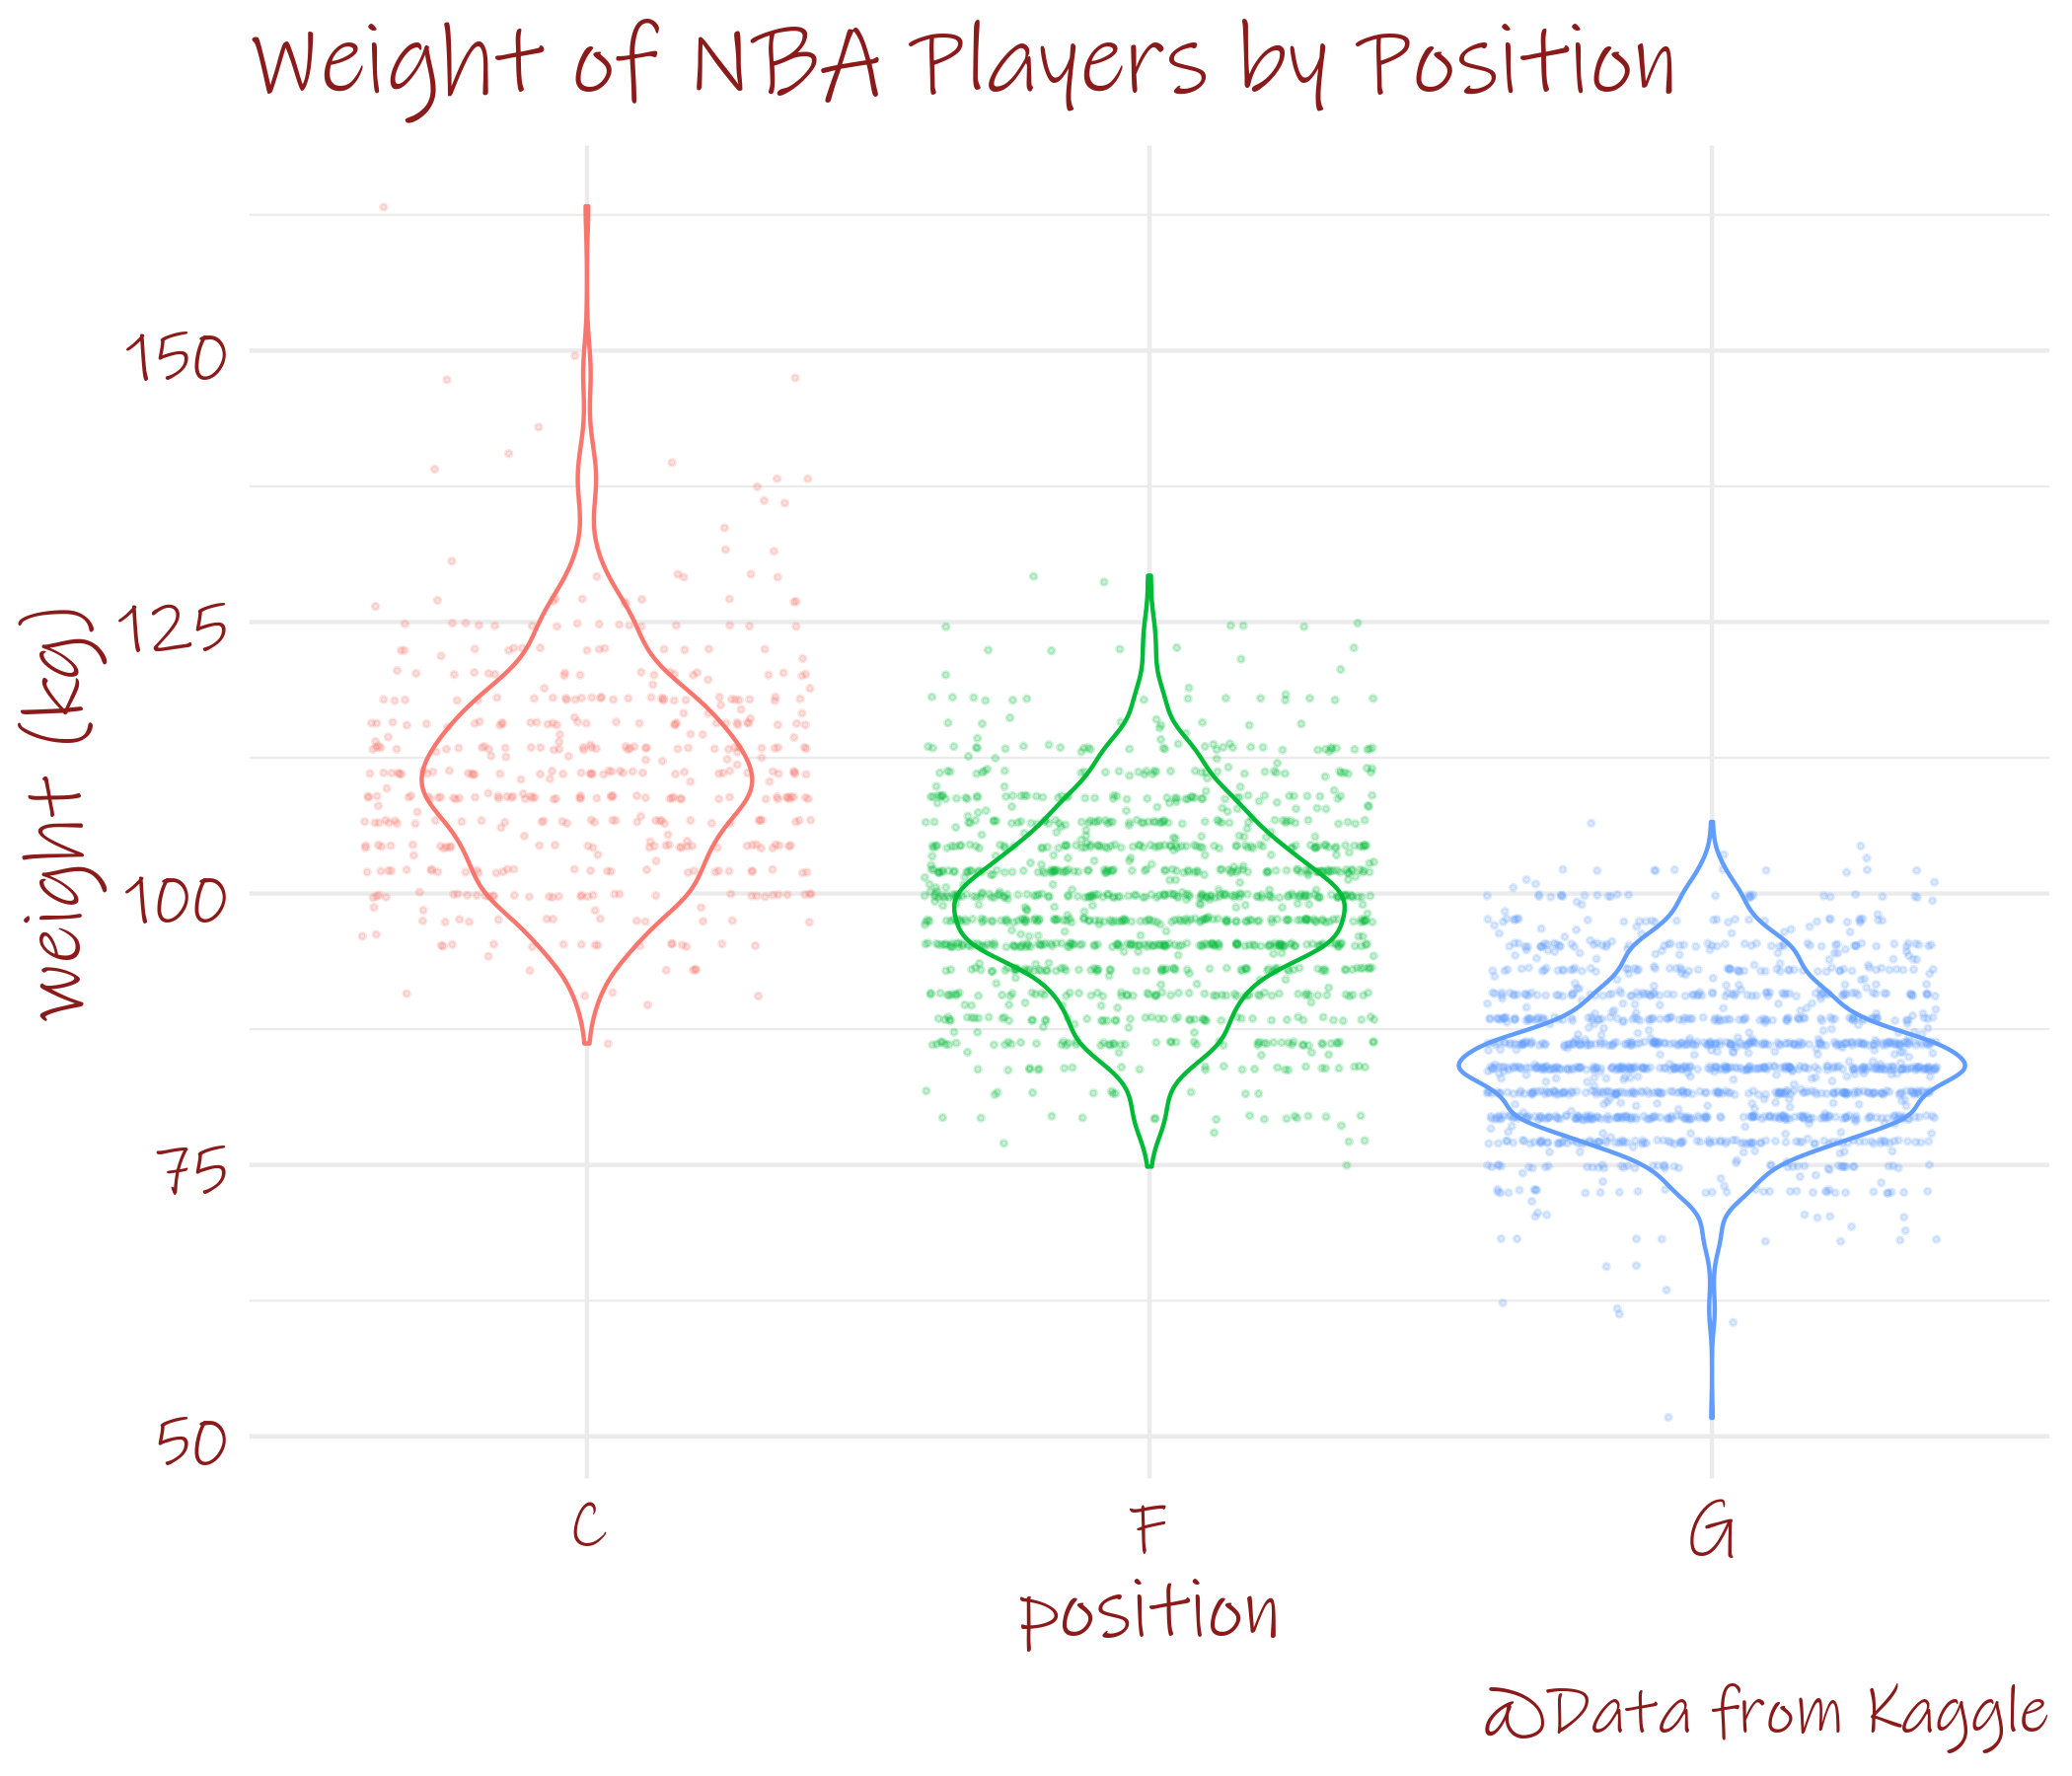 Weight of NBA Players by Position
weight (kg)
150
125
100
75
50
C
F
G
position
@Data from Kaggle